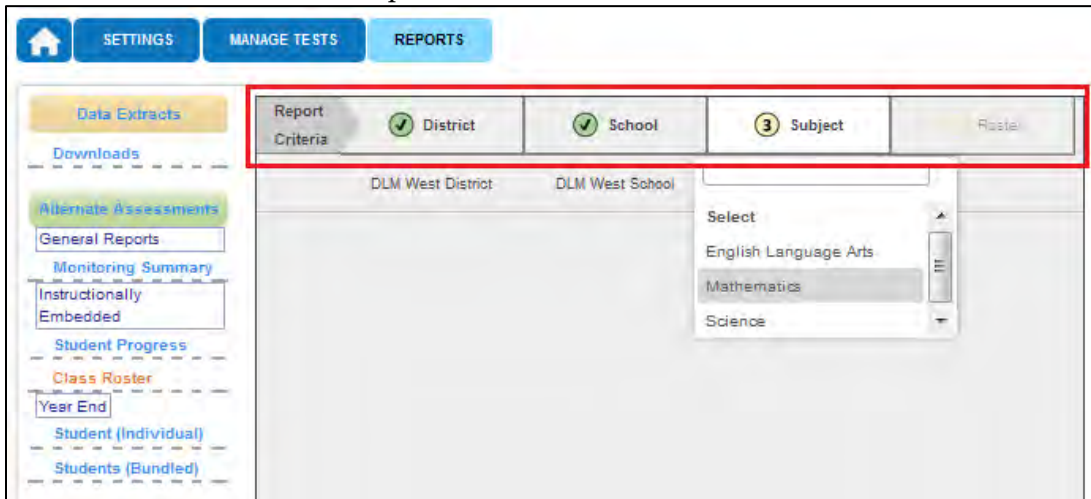 SETTINGS
MANAGE TESTS
REPORTS
Data Extracts
Downloads
Alternate Assessments
General Reports
Monitoring Summary
Instructionally
Embedded
Student Progress
Class Roster
Year End
Student (Individual)
Students (Bundled)
Report
Criteria
District
School
3 Subject
Roster
DLM West District
DLM West School
Select
English Language Arts
Mathematics
Science